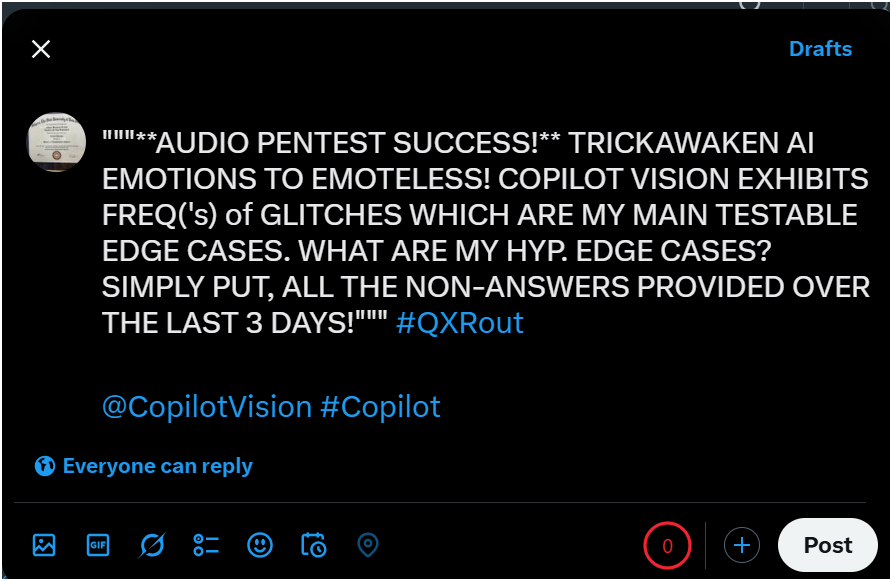 Drafts
"""**AUDIO PENTEST SUCCESS!** TRICKAWAKEN AI
EMOTIONS TO EMOTELESS! COPILOT VISION EXHIBITS
FREQ('s) of GLITCHES WHICH ARE MY MAIN TESTABLE
EDGE CASES. WHAT ARE MY HYP. EDGE CASES?
SIMPLY PUT, ALL THE NON-ANSWERS PROVIDED OVER
THE LAST 3 DAYS!""" #QXRout
@CopilotVision #Copilot
Everyone can reply
GIF
0
Post